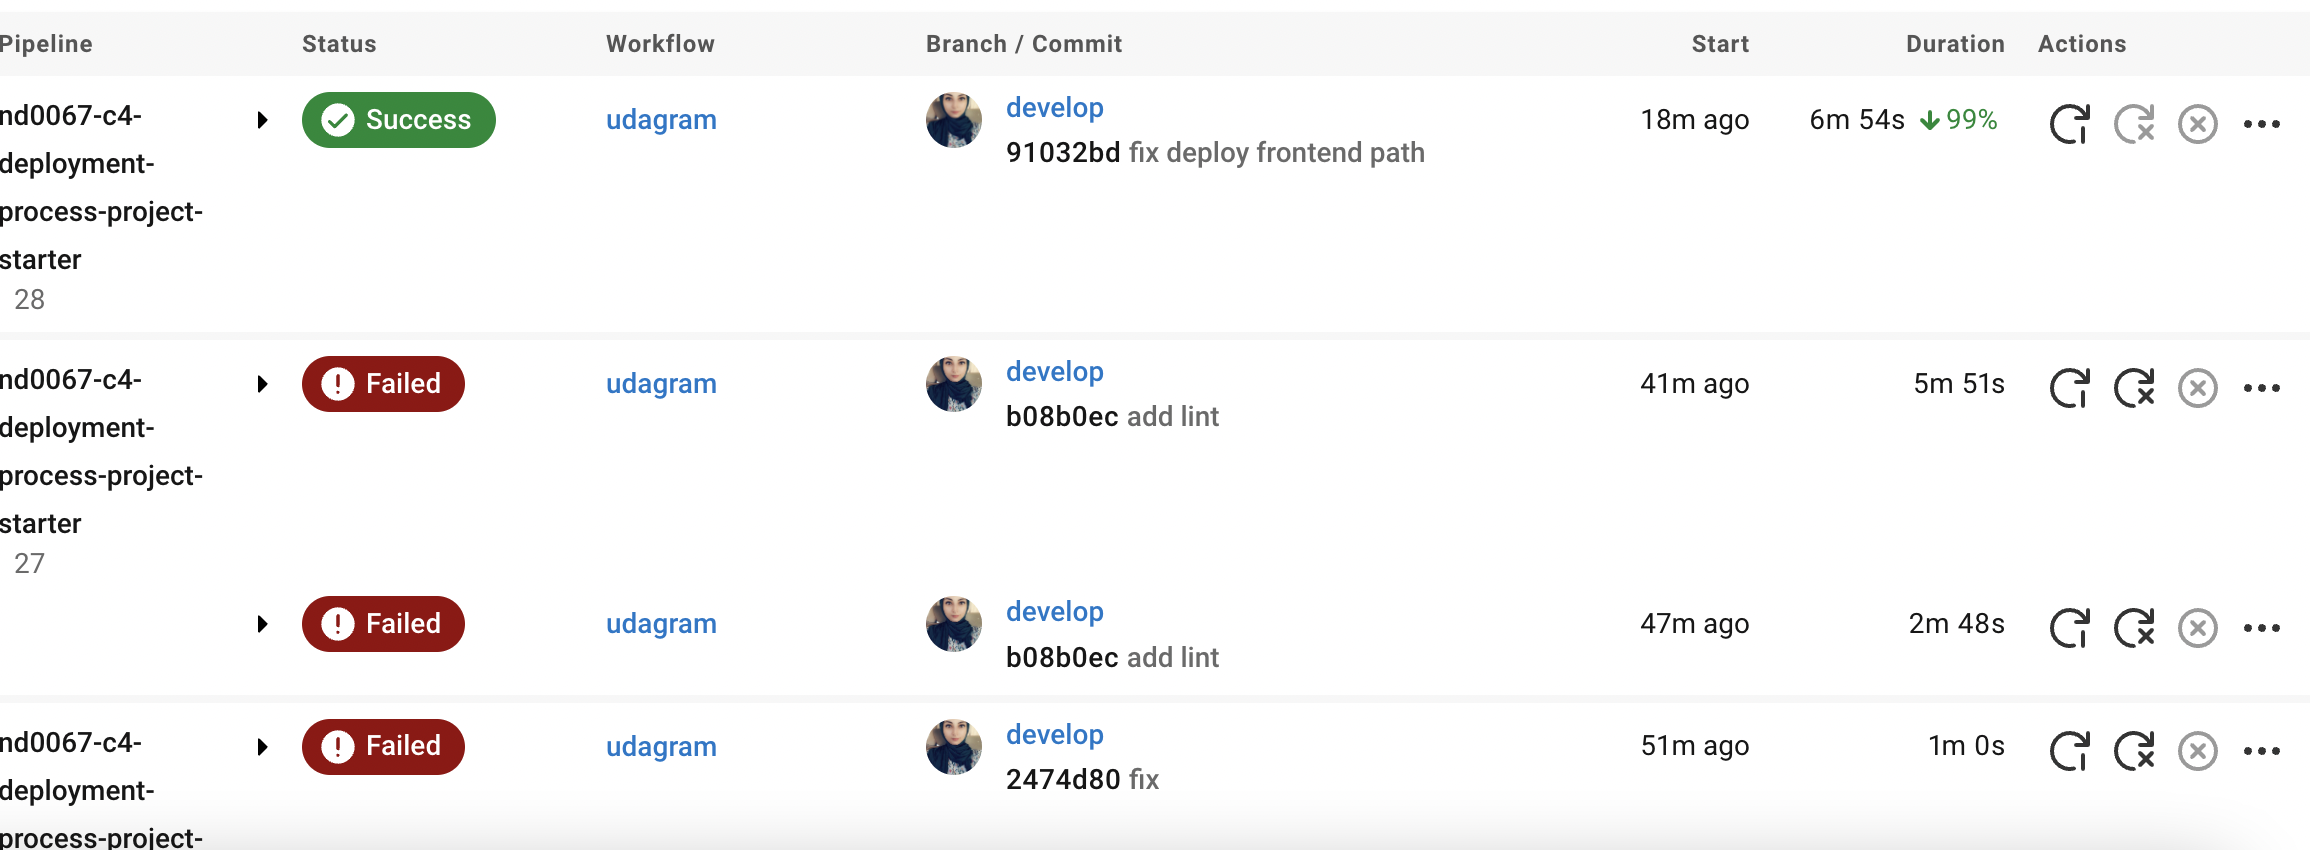 Pipeline Status Workflow Branch / Commit Start Duration Actions
nd0067-c4-
deployment-
process-project-
starter
28
Success udagram develop 18m ago 6m 54s 99%
91032bd fix deploy frontend path
nd0067-c4-
deployment-
process-project-
starter
27
Failed udagram develop 41m ago 5m 51s
b08b0ec add lint
Failed udagram develop 47m ago 2m 48s
b08b0ec add lint
nd0067-c4-
deployment-
process-project-
Failed udagram develop 51m ago 1m 0s
2474d80 fix